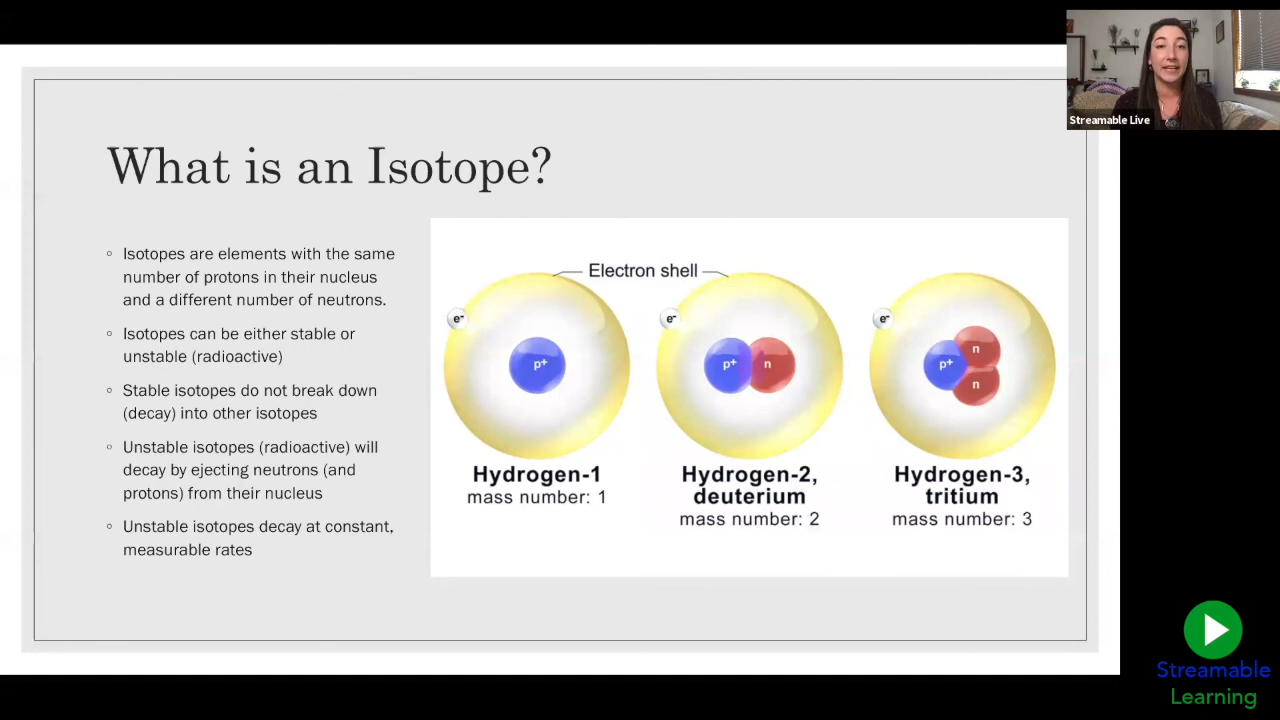 Streamable Live
What is an Isotope?
Isotopes are elements with the same
number of protons in their nucleus
and a different number of neutrons.
Isotopes can be either stable or
unstable (radioactive)
Stable isotopes do not break down
(decay) into other isotopes
Unstable isotopes (radioactive) will
decay by ejecting neutrons (and
protons) from their nucleus
Unstable isotopes decay at constant,
measurable rates
Electron shell
e-
p+
Hydrogen-1
mass number: 1
e-
p+
n
Hydrogen-2,
deuterium
mass number: 2
e-
p+
n
n
Hydrogen-3,
tritium
mass number: 3
Streamable
Learning